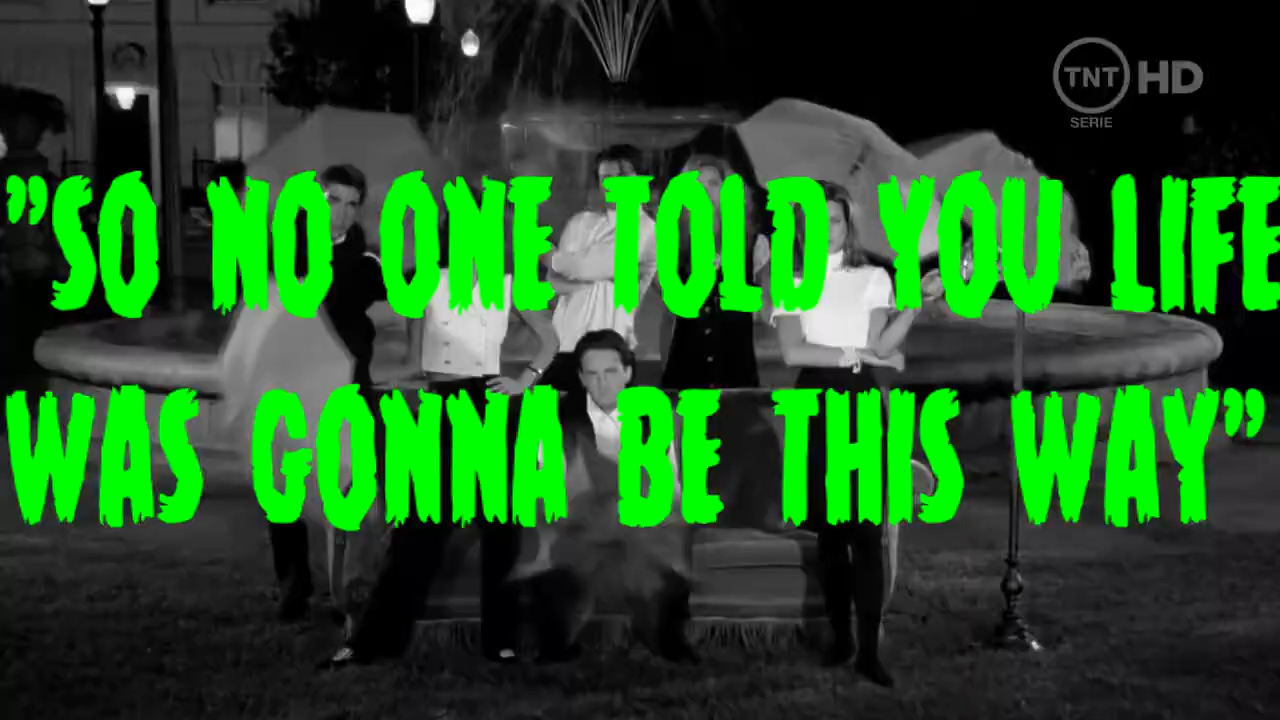 TNT HD
SERIE
”SO NO ONE TOLD YOU LIFE
WAS GONNA BE THIS WAY”